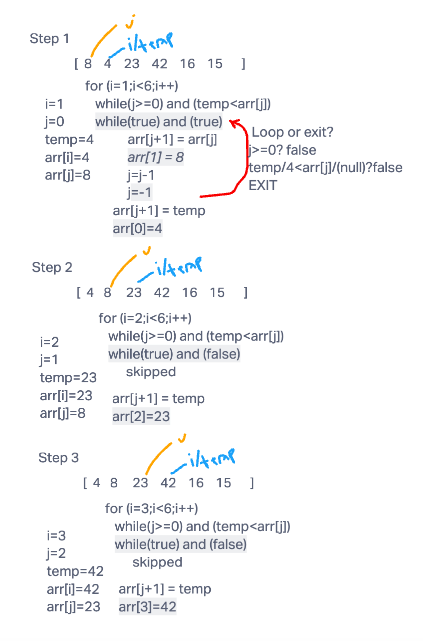 Step 1
j
i/temp
[ 8 4 23 42 16 15 ]
for (i=1;i<6;i++)
i=1 while(j>=0) and (temp<arr[j])
j=0 while(true) and (true)
temp=4 arr[j+1] = arr[j]
arr[i]=4 arr[1] = 8
arr[j]=8 j=j-1
j=-1
arr[j+1] = temp
arr[0]=4
Loop or exit?
j>=0? false
temp/4<arr[j]/(null)?false
EXIT
Step 2
j
i/temp
[ 4 8 23 42 16 15 ]
for (i=2;i<6;i++)
while(j>=0) and (temp<arr[j])
i=2
j=1 while(true) and (false)
temp=23 skipped
arr[i]=23 arr[j+1] = temp
arr[j]=8 arr[2]=23
Step 3
j
i/temp
[ 4 8 23 42 16 15 ]
for (i=3;i<6;i++)
while(j>=0) and (temp<arr[j])
i=3
j=2 while(true) and (false)
temp=42 skipped
arr[i]=42 arr[j+1] = temp
arr[j]=23 arr[3]=42